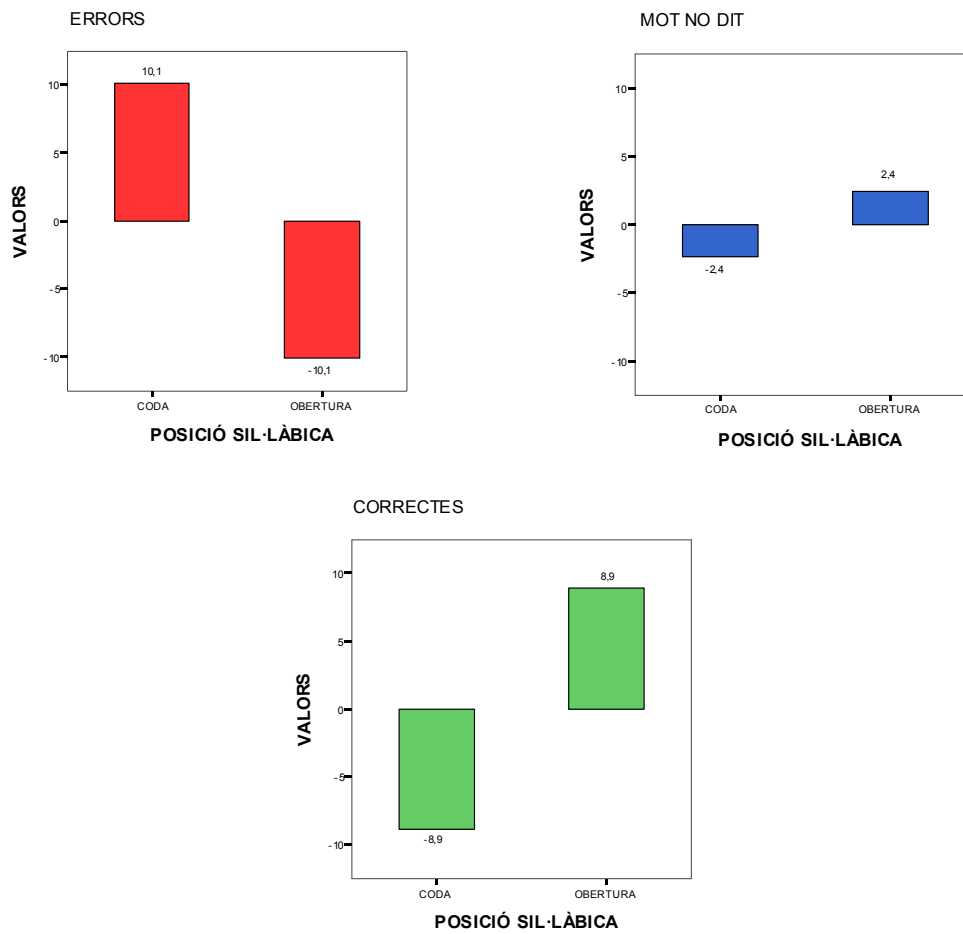 ERRORS
10,1
10
5
0
-5
-10
-10,1
VALORS
CODA
OBERTURA
POSICIÓ SIL·LÀBICA
MOT NO DIT
10
5
2,4
0
-2,4
-5
-10
VALORS
CODA
OBERTURA
POSICIÓ SIL·LÀBICA
CORRECTES
10
8,9
5
0
-5
-8,9
-10
VALORS
CODA
OBERTURA
POSICIÓ SIL·LÀBICA